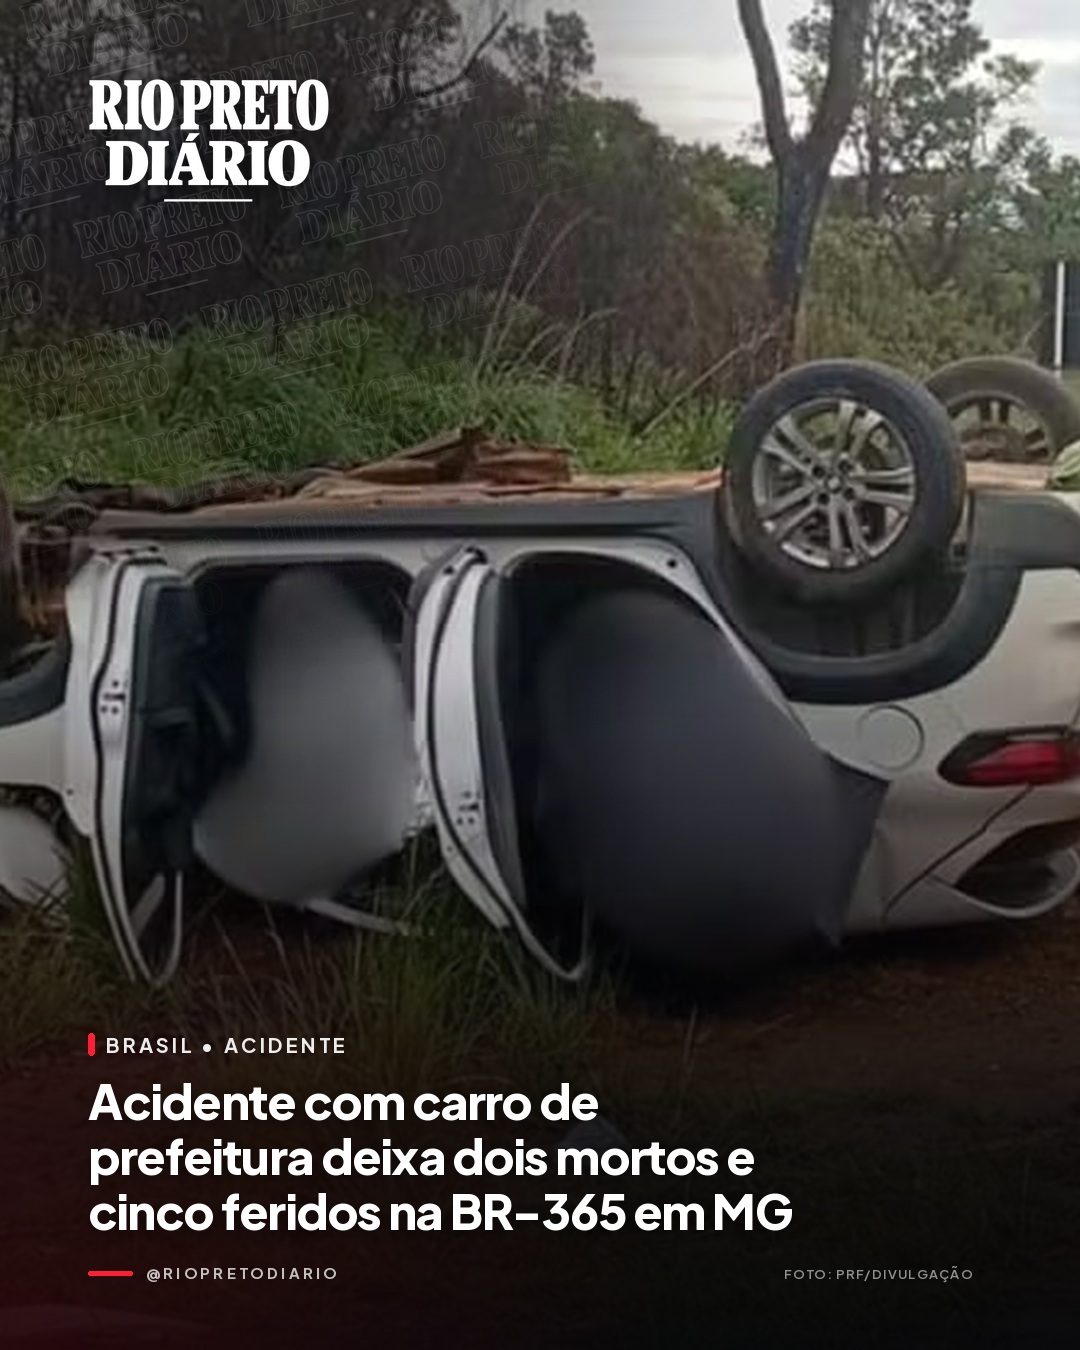 RIO PRETO
DIÁRIO
BRASIL • ACIDENTE
Acidente com carro de
prefeitura deixa dois mortos e
cinco feridos na BR-365 em MG
@RIOPRETODIARIO
FOTO: PRF/DIVULGAÇÃO